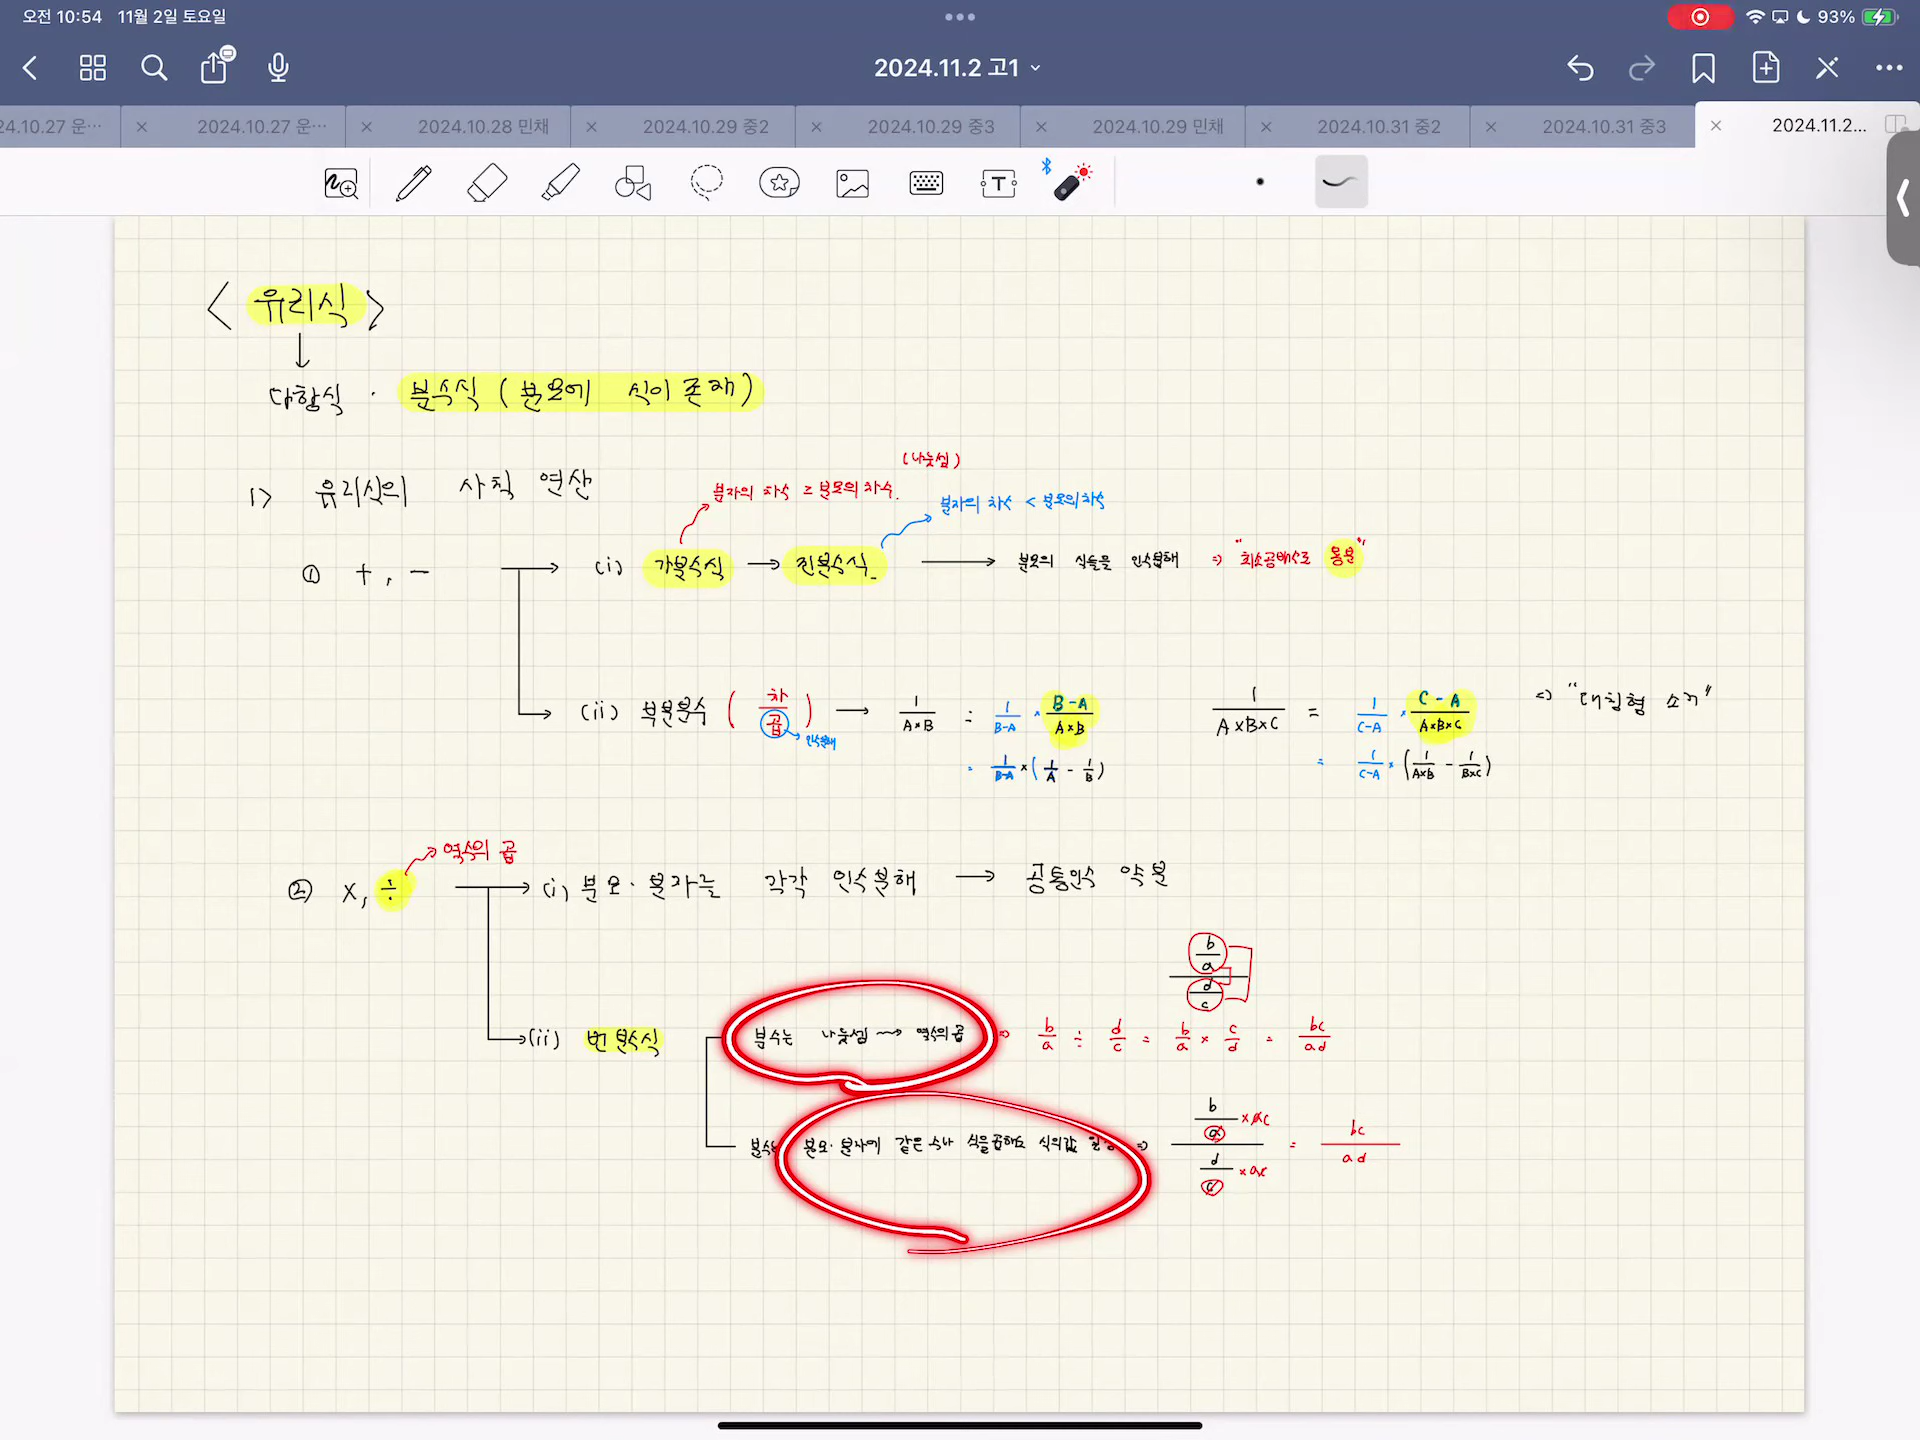 오전 10:54 11월 2일 토요일
93%
2024.11.2 고1
24.10.27 운…
2024.10.27 운…
2024.10.28 민채
2024.10.29 중2
2024.10.29 중3
2024.10.29 민채
2024.10.31 중2
2024.10.31 중3
2024.11.2...
< 유리식 >
↓
다항식 · 분수식 ( 분모에 식이 존재 )
1> 유리식의 사칙 연산
(나눗셈)
분자의 차수 ≥ 분모의 차수.
분자의 차수 < 분모의 차수
① +, − → (i) 가분수식 → 진분수식. → 분모의 식들을 인수분해 ⇒ "최소공배수로 통분"
(ii) 부분분수 ( 차/곱 ) → 1/(A×B) = 1/(B−A) × (B−A)/(A×B)
인수분해
= 1/(B−A) × ( 1/A − 1/B )
1/(A×B×C) = 1/(C−A) × (C−A)/(A×B×C) ⇒ "대칭형 소거"
= 1/(C−A) × ( 1/(A×B) − 1/(B×C) )
역수의 곱
② ×, ÷ → (i) 분모·분자를 각각 인수분해 → 공통인수 약분
(b/a)/(d/c)
→ (ii) 번분수식 분수는 나눗셈 → 역수의 곱 ⇒ b/a ÷ d/c = b/a × c/d = bc/ad
분수는 분모·분자에 같은 수나 식을 곱해도 식의 값 일정 ⇒ (b/a ×ac)/(d/c ×ac) = bc/ad